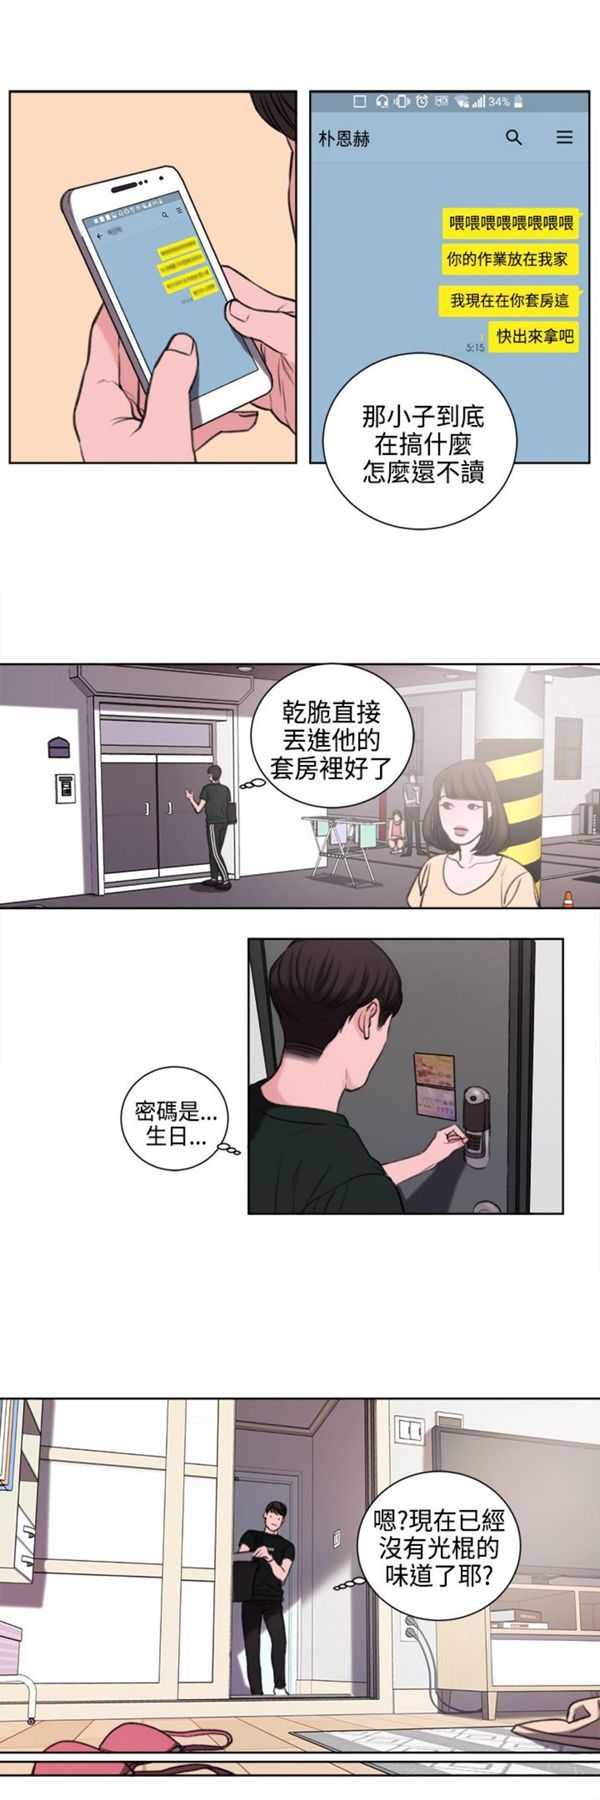 34%
朴恩赫
喂喂喂喂喂喂喂喂
你的作業放在我家
我現在在你套房這
1
5:15
快出來拿吧
那小子到底
在搞什麼
怎麼還不讀
乾脆直接
丟進他的
套房裡好了
密碼是...
生日...
嗯?現在已經
沒有光棍的
味道了耶?